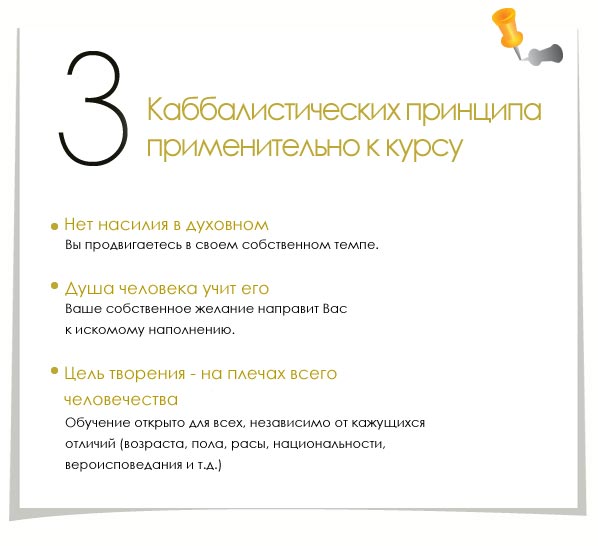 3 Каббалистических принципа
применительно к курсу
• Нет насилия в духовном
Вы продвигаетесь в своем собственном темпе.
• Душа человека учит его
Ваше собственное желание направит Вас
к искомому наполнению.
• Цель творения - на плечах всего
человечества
Обучение открыто для всех, независимо от кажущихся
отличий (возраста, пола, расы, национальности,
вероисповедания и т.д.)